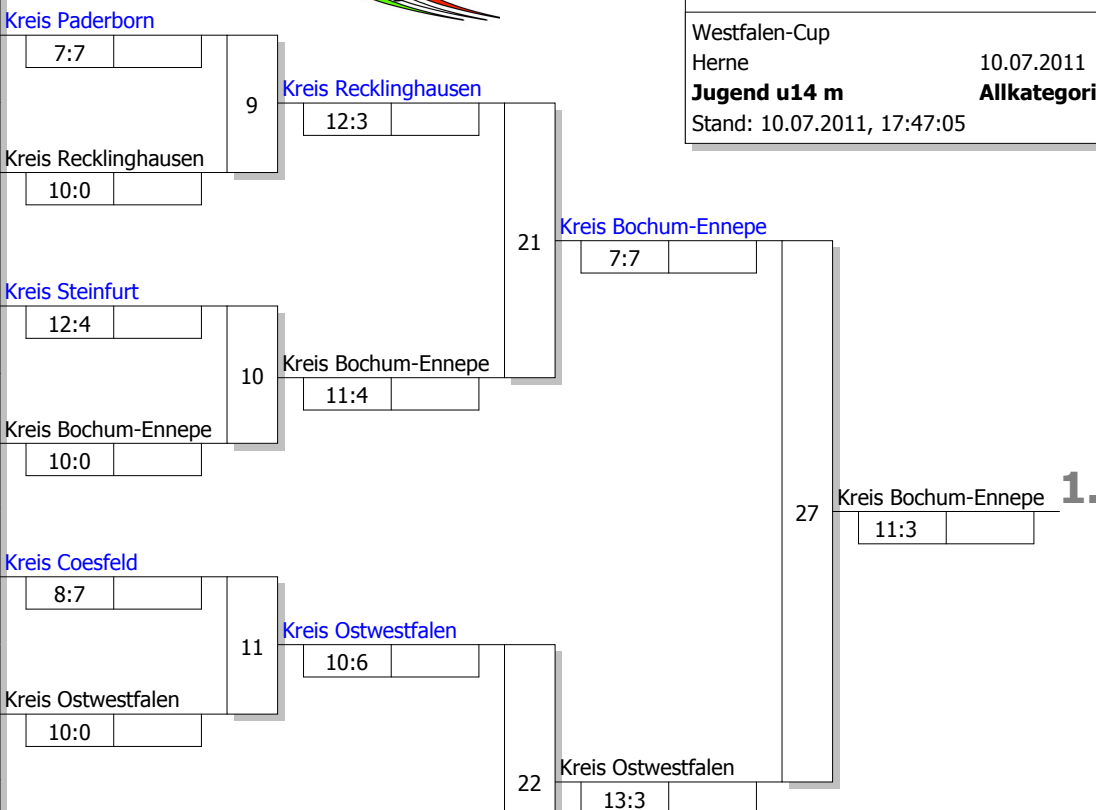 Kreis Paderborn
7:7
9
Kreis Recklinghausen
12:3
Kreis Recklinghausen
10:0
Westfalen-Cup
Herne 10.07.2011
Jugend u14 m Allkategori
Stand: 10.07.2011, 17:47:05
21
Kreis Bochum-Ennepe
7:7
Kreis Steinfurt
12:4
10
Kreis Bochum-Ennepe
11:4
Kreis Bochum-Ennepe
10:0
27
Kreis Bochum-Ennepe 1.
11:3
Kreis Coesfeld
8:7
11
Kreis Ostwestfalen
10:6
Kreis Ostwestfalen
10:0
22
Kreis Ostwestfalen
13:3